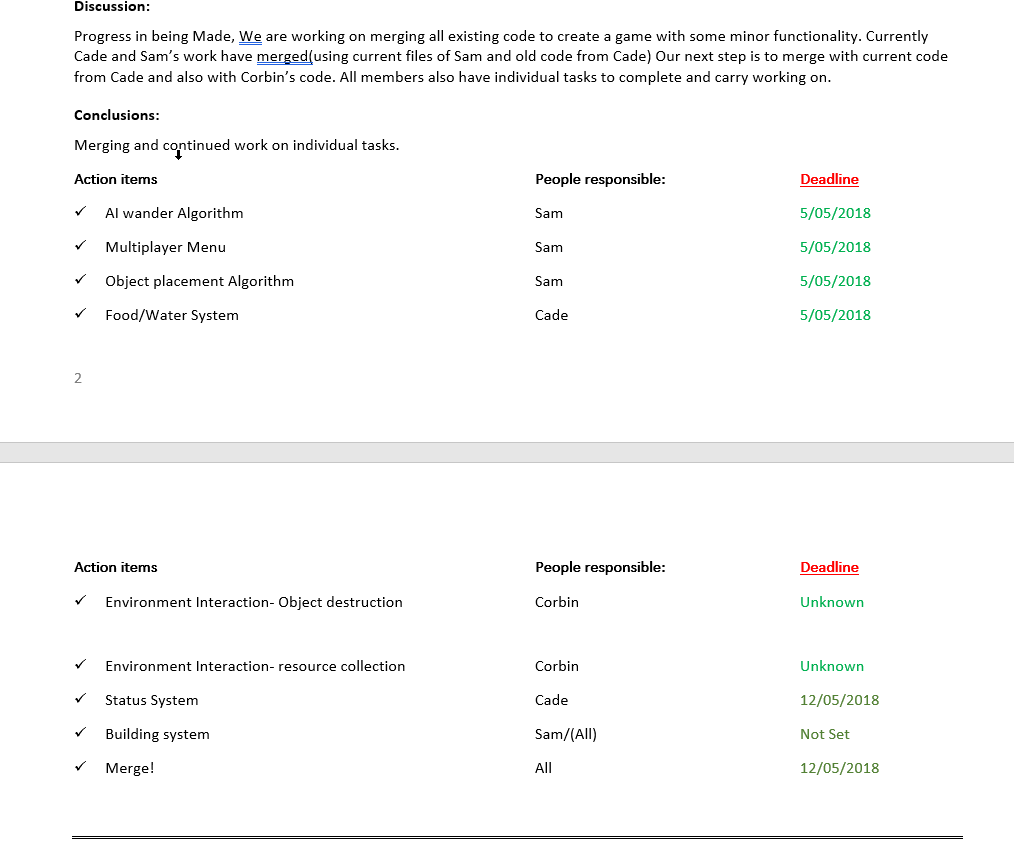 Discussion:
Progress in being Made, We are working on merging all existing code to create a game with some minor functionality. Currently
Cade and Sam’s work have merged(using current files of Sam and old code from Cade) Our next step is to merge with current code
from Cade and also with Corbin’s code. All members also have individual tasks to complete and carry working on.
Conclusions:
Merging and continued work on individual tasks.
Action items People responsible: Deadline
✓ AI wander Algorithm Sam 5/05/2018
✓ Multiplayer Menu Sam 5/05/2018
✓ Object placement Algorithm Sam 5/05/2018
✓ Food/Water System Cade 5/05/2018
2
Action items People responsible: Deadline
✓ Environment Interaction- Object destruction Corbin Unknown
✓ Environment Interaction- resource collection Corbin Unknown
✓ Status System Cade 12/05/2018
✓ Building system Sam/(All) Not Set
✓ Merge! All 12/05/2018